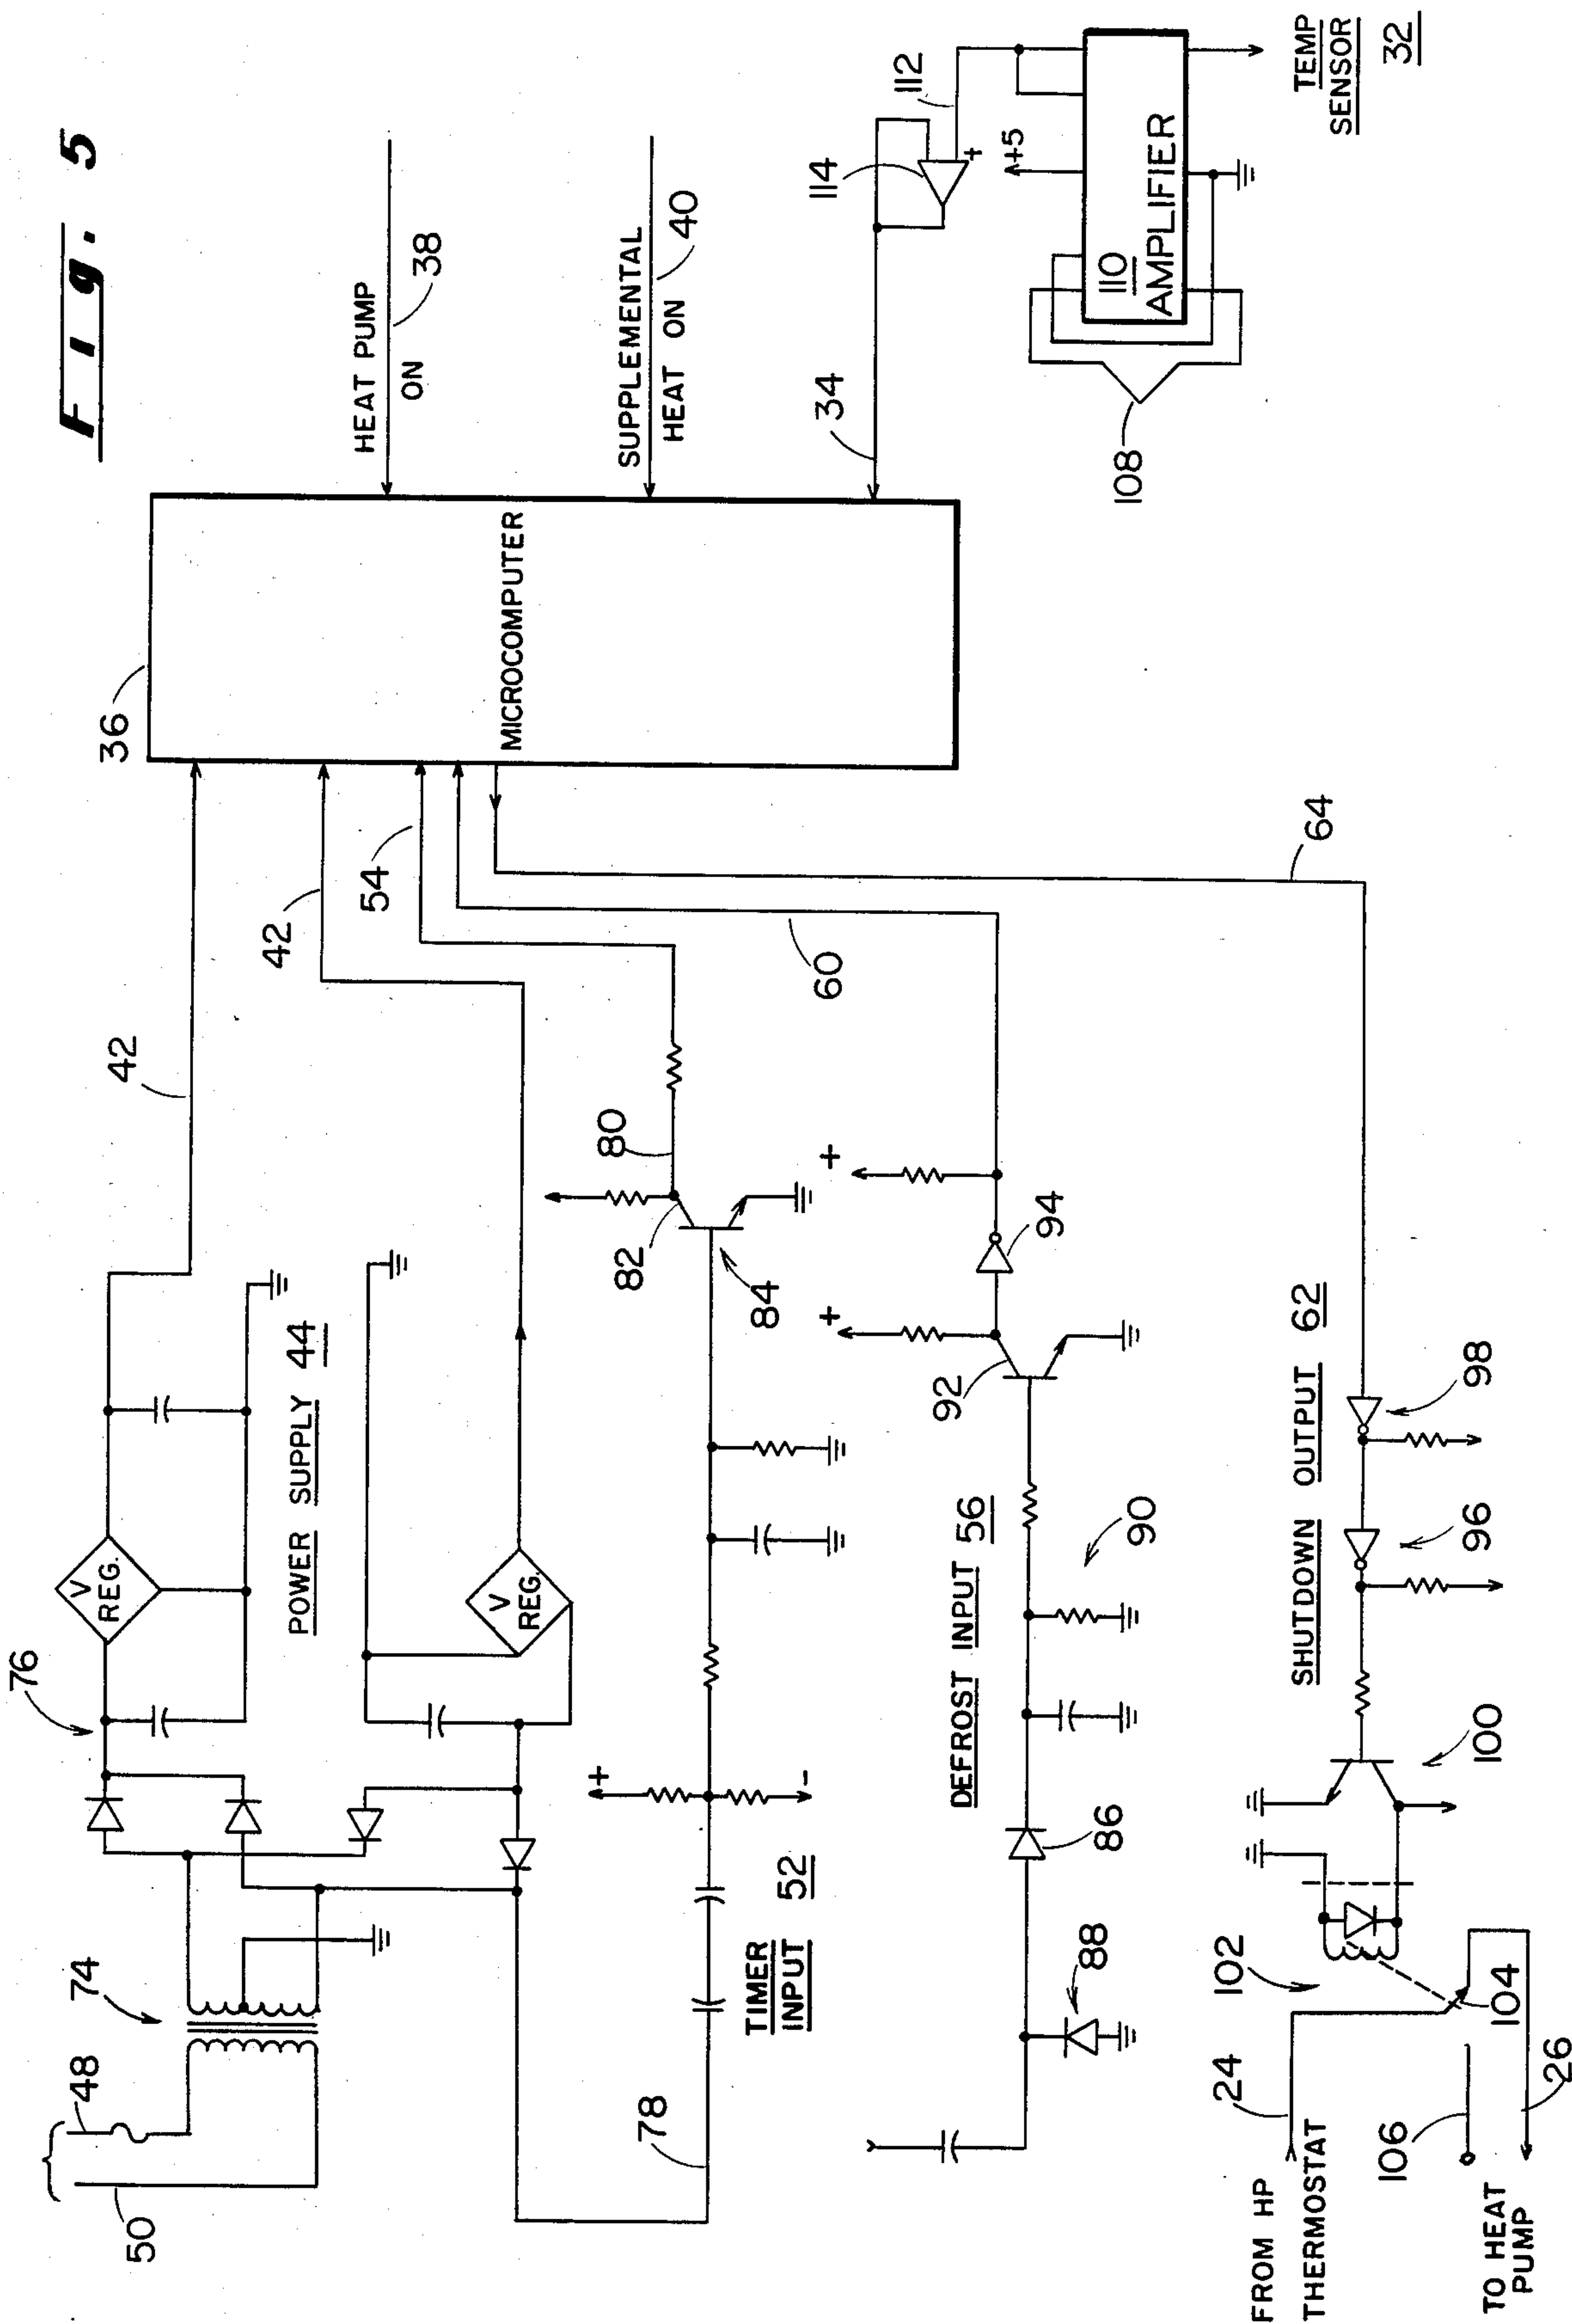 Fig. 5
50
48
74
76
V
REG.
POWER SUPPLY 44
V
REG.
42
42
36
MICROCOMPUTER
HEAT PUMP
ON
38
SUPPLEMENTAL
HEAT ON
40
78
TIMER
INPUT
52
+
-
82
80
84
54
34
114
112
+
+5
110
AMPLIFIER
108
TEMP
SENSOR
32
DEFROST INPUT 56
88
86
90
92
+
94
+
60
FROM HP
THERMOSTAT
24
102
104
106
TO HEAT
PUMP
26
100
SHUTDOWN OUTPUT 62
96
98
64